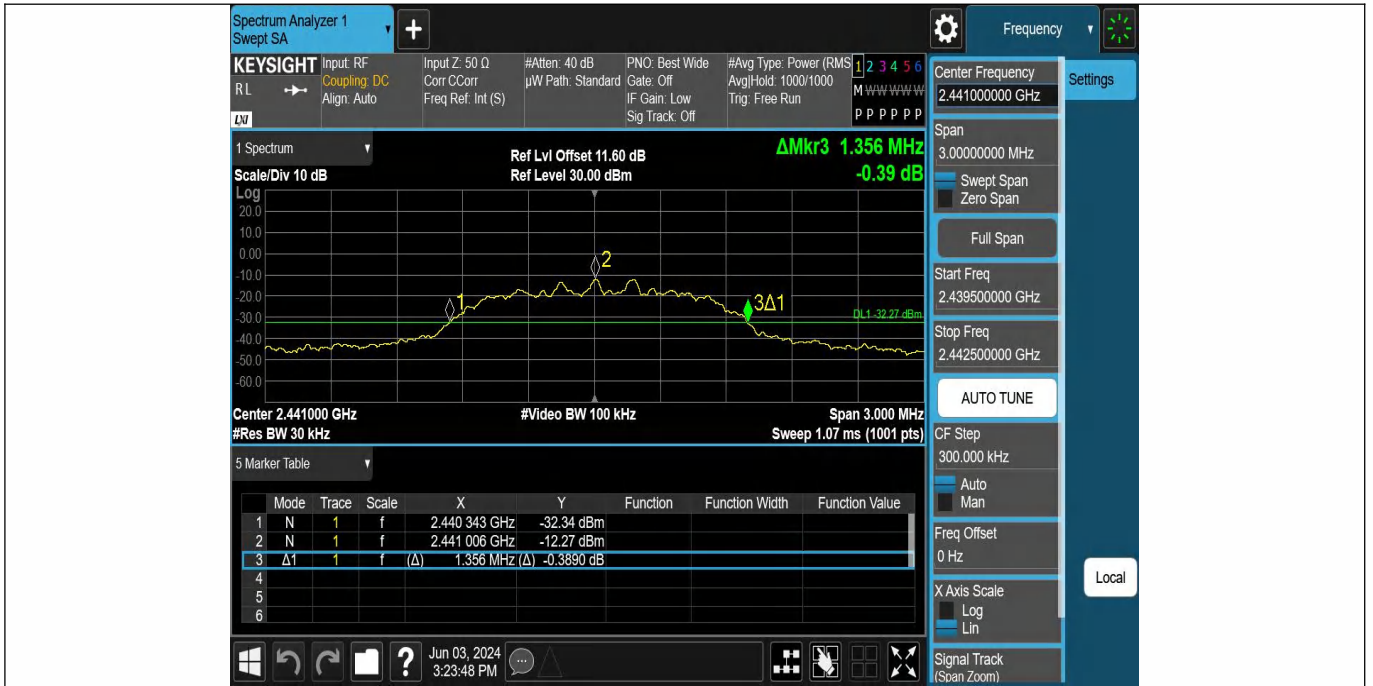 Spectrum Analyzer 1
Swept SA
Frequency
KEYSIGHT
RL
LXI
Input: RF
Coupling: DC
Align: Auto
Input Z: 50 Ω
Corr CCorr
Freq Ref: Int (S)
#Atten: 40 dB
µW Path: Standard
PNO: Best Wide
Gate: Off
IF Gain: Low
Sig Track: Off
#Avg Type: Power (RMS
Avg|Hold: 1000/1000
Trig: Free Run
1 2 3 4 5 6
M W W W W W
P P P P P P
1 Spectrum
Scale/Div 10 dB
Ref Lvl Offset 11.60 dB
Ref Level 30.00 dBm
ΔMkr3 1.356 MHz
-0.39 dB
Log
20.0
10.0
0.00
-10.0
-20.0
-30.0
-40.0
-50.0
-60.0
1
2
3Δ1
DL1 -32.27 dBm
Center 2.441000 GHz
#Res BW 30 kHz
#Video BW 100 kHz
Span 3.000 MHz
Sweep 1.07 ms (1001 pts)
5 Marker Table
Mode Trace Scale X Y Function Function Width Function Value
1 N 1 f 2.440 343 GHz -32.34 dBm
2 N 1 f 2.441 006 GHz -12.27 dBm
3 Δ1 1 f (Δ) 1.356 MHz (Δ) -0.3890 dB
4
5
6
Jun 03, 2024
3:23:48 PM
Center Frequency
2.441000000 GHz
Settings
Span
3.00000000 MHz
Swept Span
Zero Span
Full Span
Start Freq
2.439500000 GHz
Stop Freq
2.442500000 GHz
AUTO TUNE
CF Step
300.000 kHz
Auto
Man
Freq Offset
0 Hz
X Axis Scale
Log
Lin
Signal Track
(Span Zoom)
Local